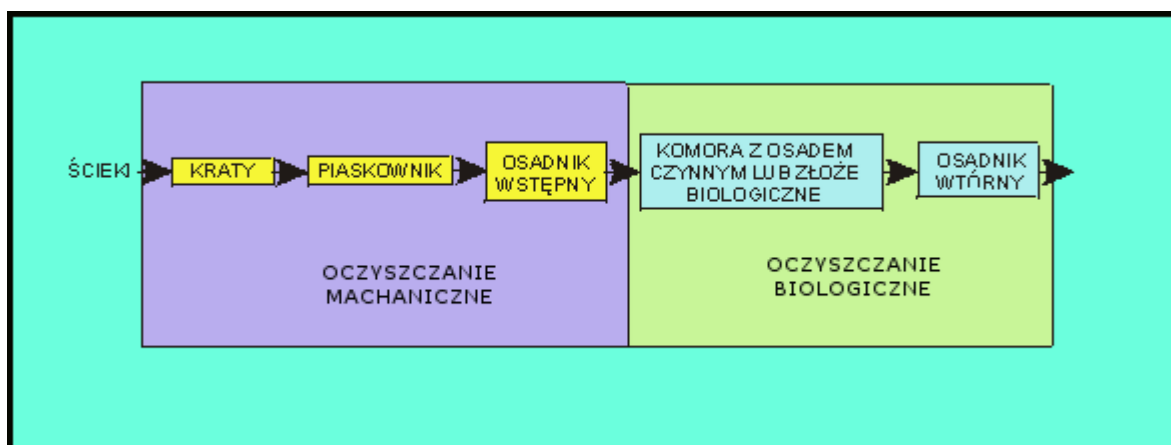 ŚCIEKI
KRATY
PIASKOWNIK
OSADNIK
WSTĘPNY
KOMORA Z OSADEM
CZYNNYM LUB ZŁOŻE
BIOLOGICZNE
OSADNIK
WTÓRNY
OCZYSZCZANIE
MACHANICZNE
OCZYSZCZANIE
BIOLOGICZNE